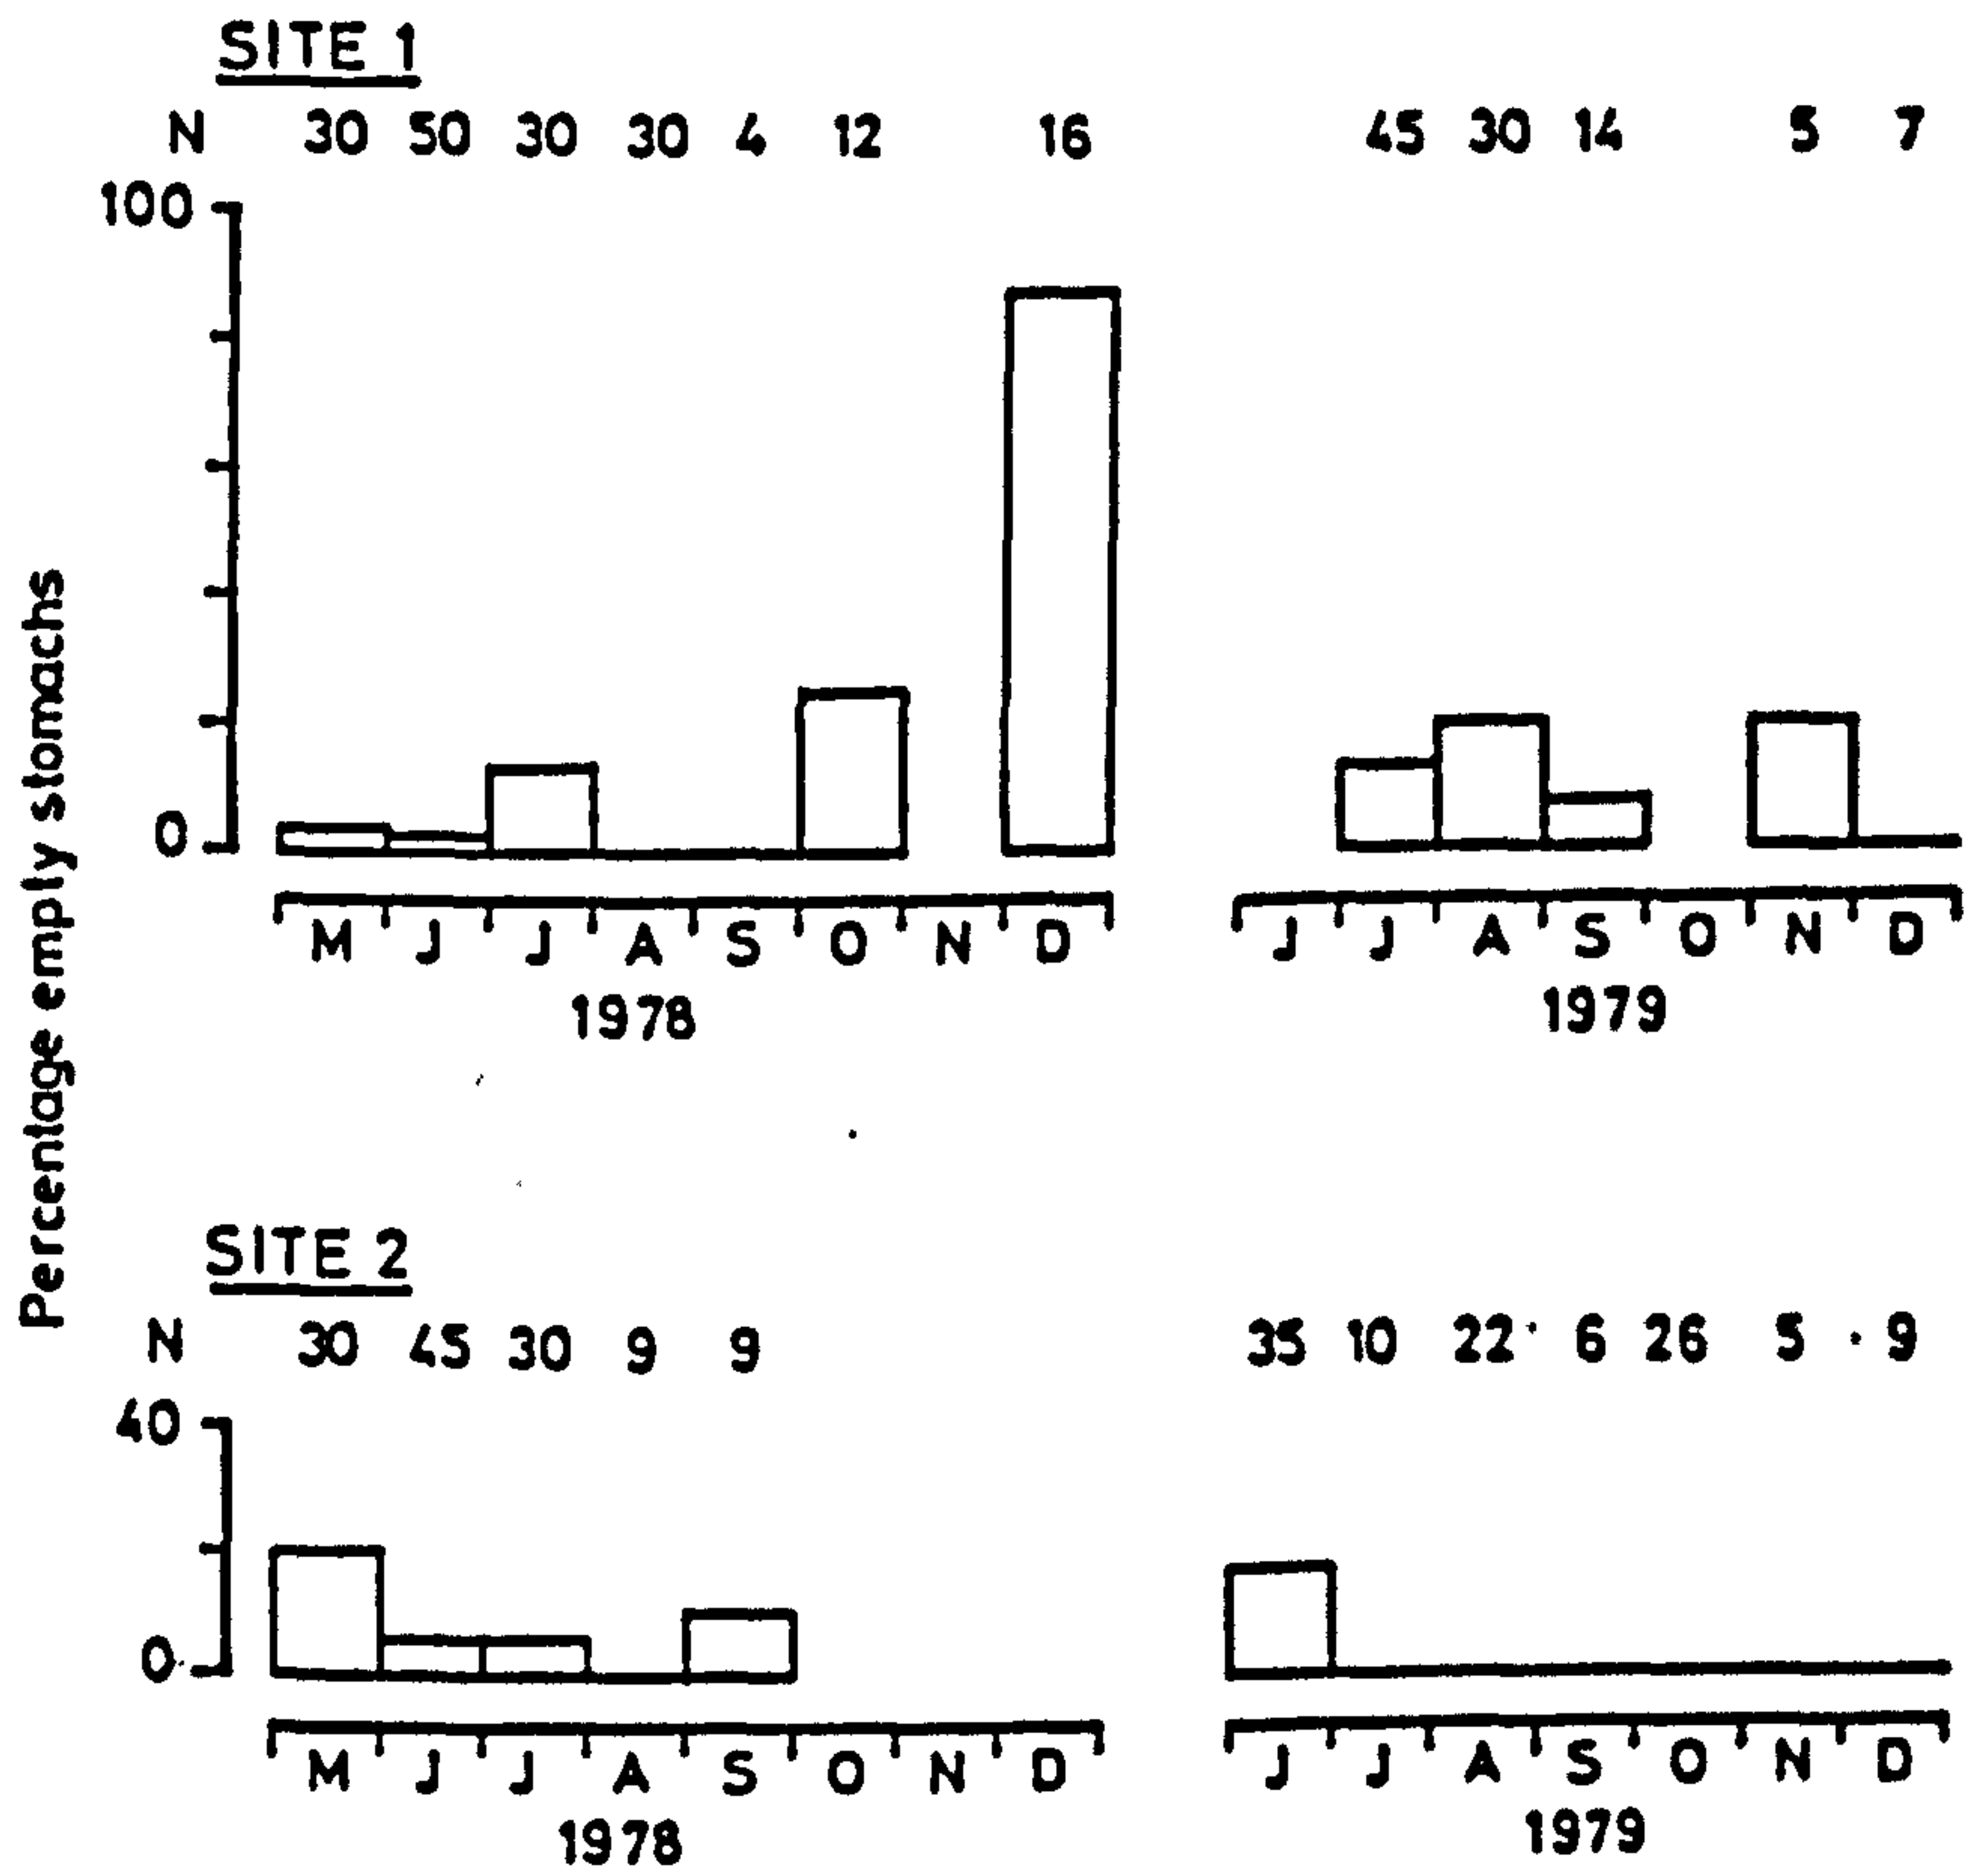 SITE 1
N 30 50 30 30 4 12 16 45 30 14 5 7
100
0
Percentage empty stomachs
M J J A S O N D J J A S O N D
1978 1979
SITE 2
N 30 45 30 9 9 35 10 22 6 26 5 9
40
0
M J J A S O N D J J A S O N D
1978 1979